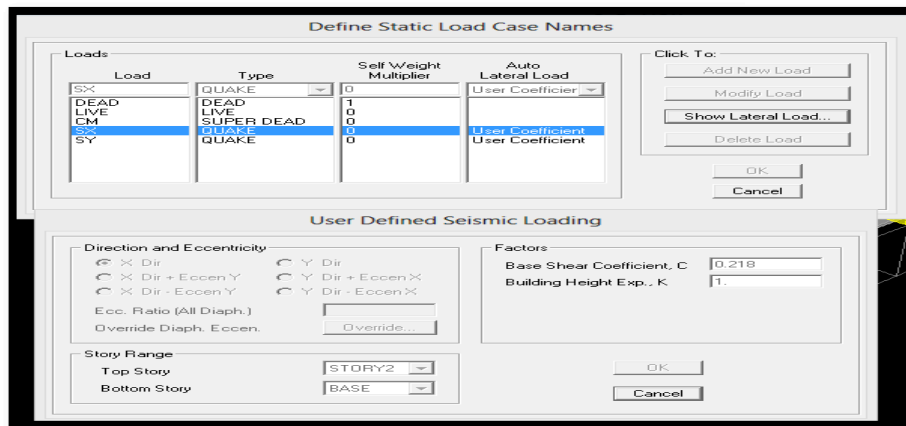 Define Static Load Case Names
Loads
Click To:
Load Type Self Weight Multiplier Auto Lateral Load
SX QUAKE 0 User Coefficier
DEAD DEAD 1
LIVE LIVE 0
CM SUPER DEAD 0
SX QUAKE 0 User Coefficient
SY QUAKE 0 User Coefficient
Add New Load
Modify Load
Show Lateral Load...
Delete Load
OK
Cancel
User Defined Seismic Loading
Direction and Eccentricity
X Dir Y Dir
X Dir + Eccen Y Y Dir + Eccen X
X Dir - Eccen Y Y Dir - Eccen X
Ecc. Ratio (All Diaph.)
Override Diaph. Eccen. Override...
Factors
Base Shear Coefficient, C 0.218
Building Height Exp., K 1.
Story Range
Top Story STORY2
Bottom Story BASE
OK
Cancel